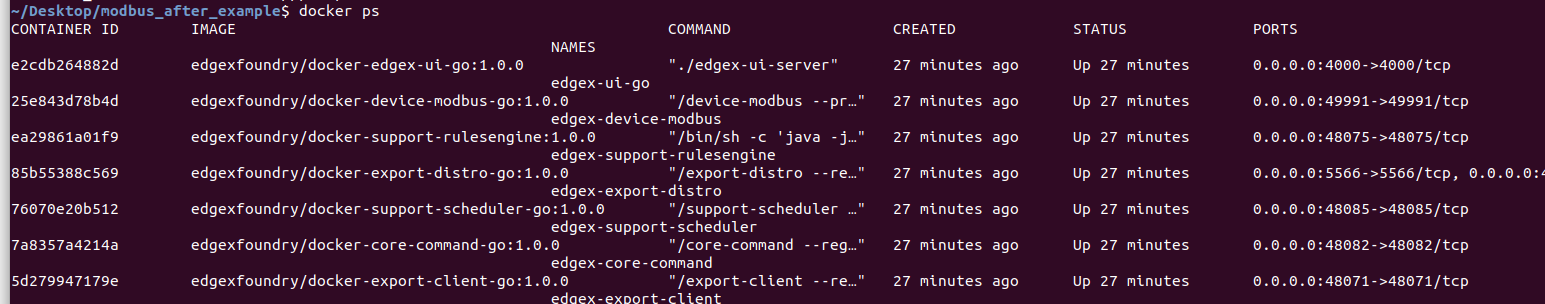 ~/Desktop/modbus_after_example$ docker ps
CONTAINER ID        IMAGE                                                COMMAND                  CREATED             STATUS              PORTS
NAMES
e2cdb264882d        edgexfoundry/docker-edgex-ui-go:1.0.0                "./edgex-ui-server"      27 minutes ago      Up 27 minutes       0.0.0.0:4000->4000/tcp
edgex-ui-go
25e843d78b4d        edgexfoundry/docker-device-modbus-go:1.0.0           "/device-modbus --pr…"   27 minutes ago      Up 27 minutes       0.0.0.0:49991->49991/tcp
edgex-device-modbus
ea29861a01f9        edgexfoundry/docker-support-rulesengine:1.0.0        "/bin/sh -c 'java -j…"   27 minutes ago      Up 27 minutes       0.0.0.0:48075->48075/tcp
edgex-support-rulesengine
85b55388c569        edgexfoundry/docker-export-distro-go:1.0.0           "/export-distro --re…"   27 minutes ago      Up 27 minutes       0.0.0.0:5566->5566/tcp, 0.0.0.0:4
edgex-export-distro
76070e20b512        edgexfoundry/docker-support-scheduler-go:1.0.0       "/support-scheduler …"   27 minutes ago      Up 27 minutes       0.0.0.0:48085->48085/tcp
edgex-support-scheduler
7a8357a4214a        edgexfoundry/docker-core-command-go:1.0.0            "/core-command --reg…"   27 minutes ago      Up 27 minutes       0.0.0.0:48082->48082/tcp
edgex-core-command
5d279947179e        edgexfoundry/docker-export-client-go:1.0.0           "/export-client --re…"   27 minutes ago      Up 27 minutes       0.0.0.0:48071->48071/tcp
edgex-export-client